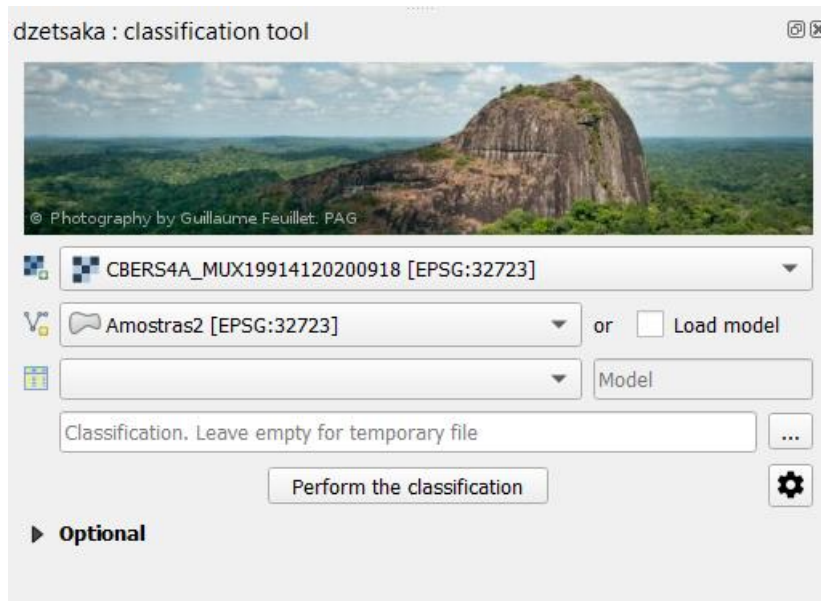 dzetsaka : classification tool
© Photography by Guillaume Feuillet. PAG
CBERS4A_MUX19914120200918 [EPSG:32723]
Amostras2 [EPSG:32723] or Load model
Model
Classification. Leave empty for temporary file ...
Perform the classification
Optional